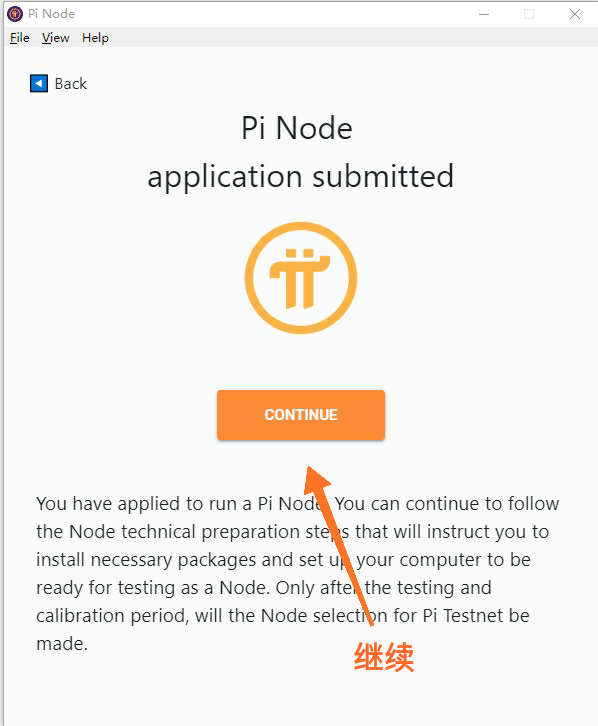 Pi Node
File View Help
Back
Pi Node
application submitted
CONTINUE
You have applied to run a Pi Node. You can continue to follow
the Node technical preparation steps that will instruct you to
install necessary packages and set up your computer to be
ready for testing as a Node. Only after the testing and
calibration period, will the Node selection for Pi Testnet be
made.
继续